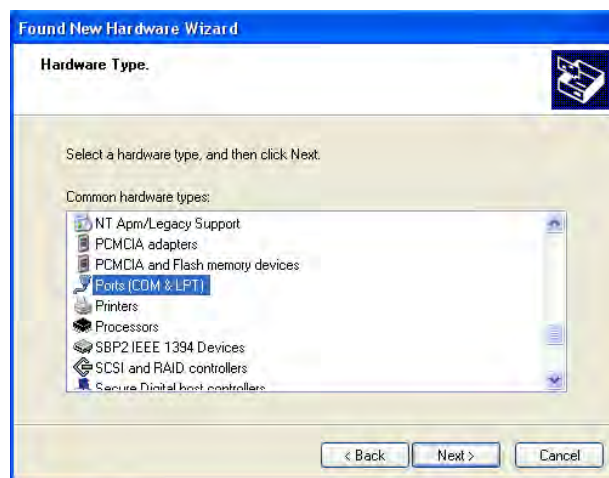 Found New Hardware Wizard
Hardware Type.
Select a hardware type, and then click Next.
Common hardware types:
NT Apm/Legacy Support
PCMCIA adapters
PCMCIA and Flash memory devices
Ports (COM & LPT)
Printers
Processors
SBP2 IEEE 1394 Devices
SCSI and RAID controllers
Secure Digital host controllers
< Back Next > Cancel